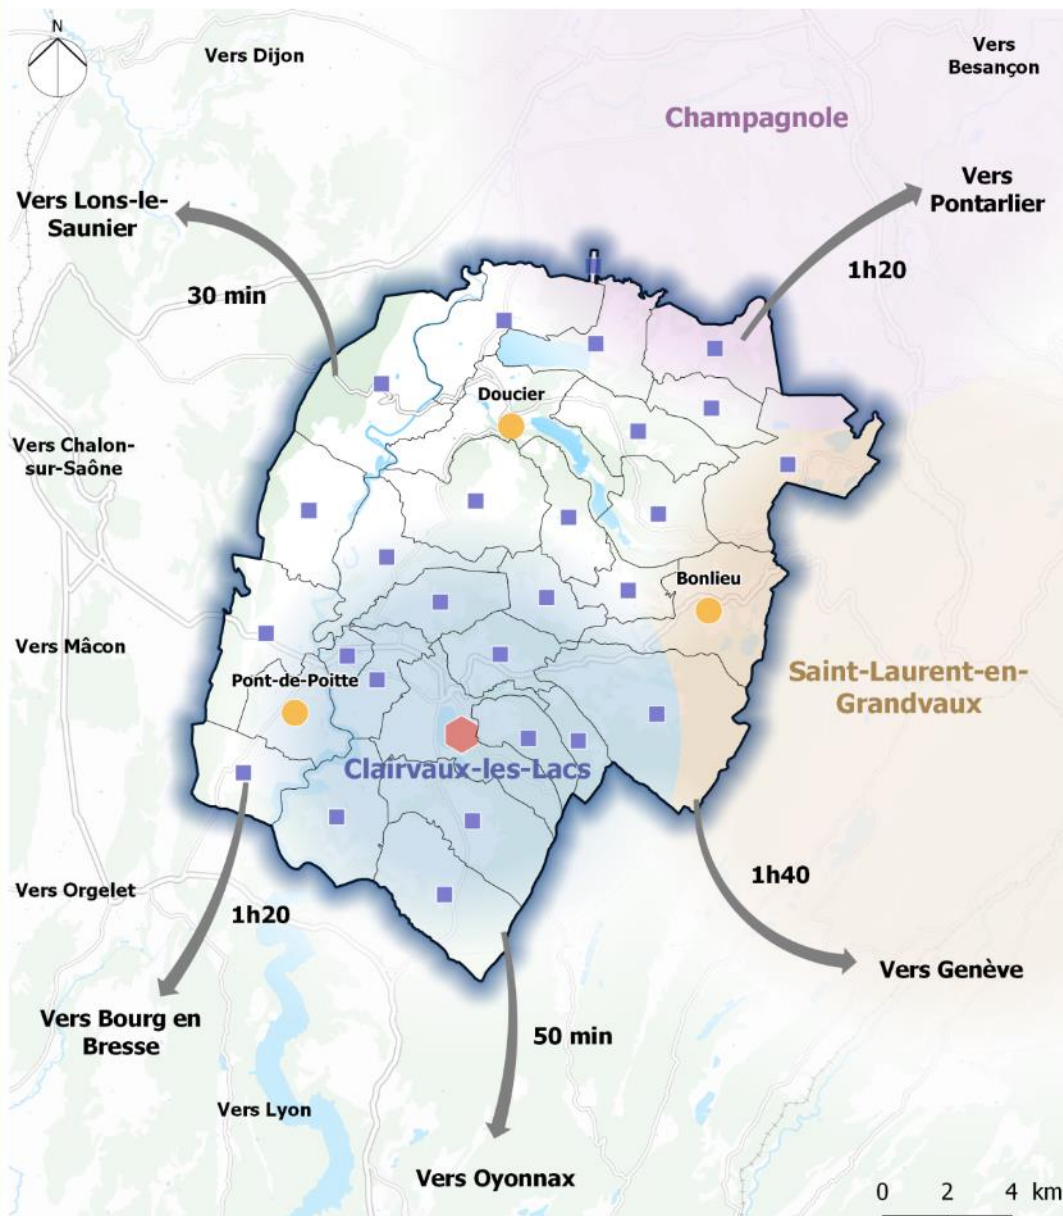 N
Vers Dijon
Vers
Besançon
Champagnole
Vers Lons-le-
Saunier
Vers
Pontarlier
30 min
1h20
Doucier
Vers Chalon-
sur-Saône
Bonlieu
Vers Mâcon
Pont-de-Poitte
Saint-Laurent-en-
Grandvaux
Clairvaux-les-Lacs
Vers Orgelet
1h20
1h40
Vers Genève
Vers Bourg en
Bresse
50 min
Vers Lyon
Vers Oyonnax
0 2 4 km